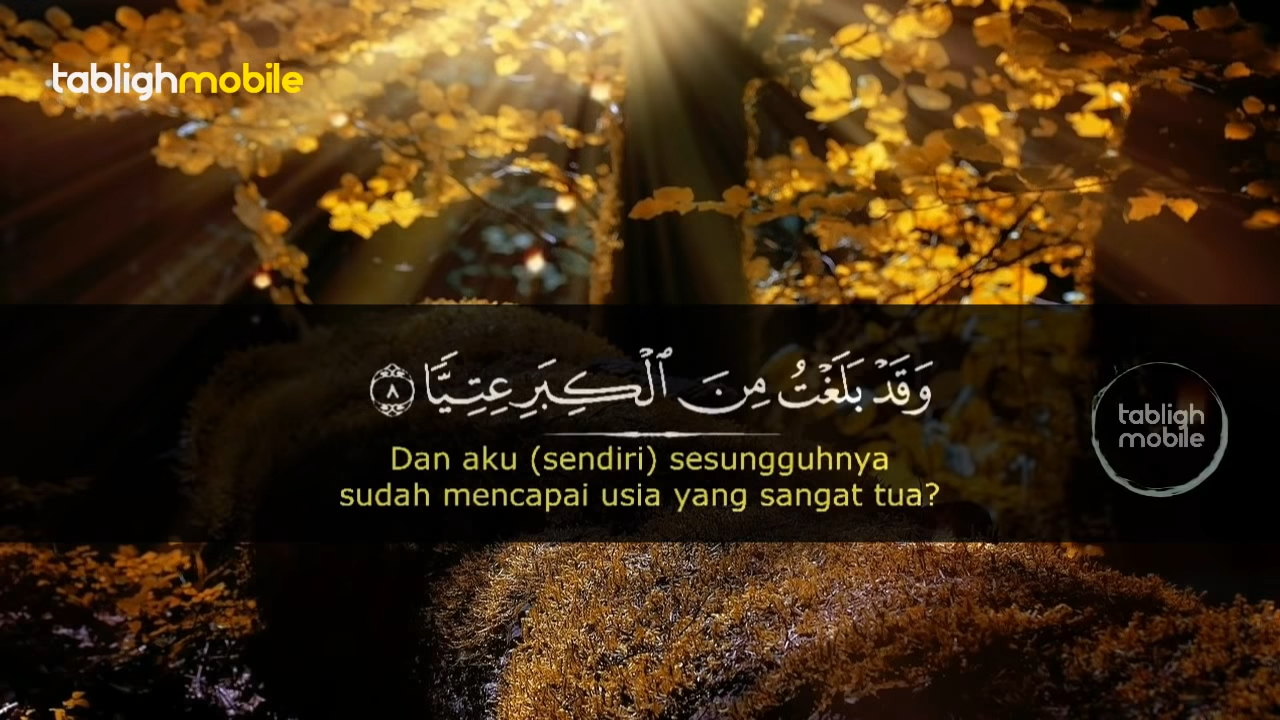 tablighmobile
وَقَدْ بَلَغْتُ مِنَ ٱلْكِبَرِ عِتِيًّا ٨
Dan aku (sendiri) sesungguhnya
sudah mencapai usia yang sangat tua?
tabligh
mobile